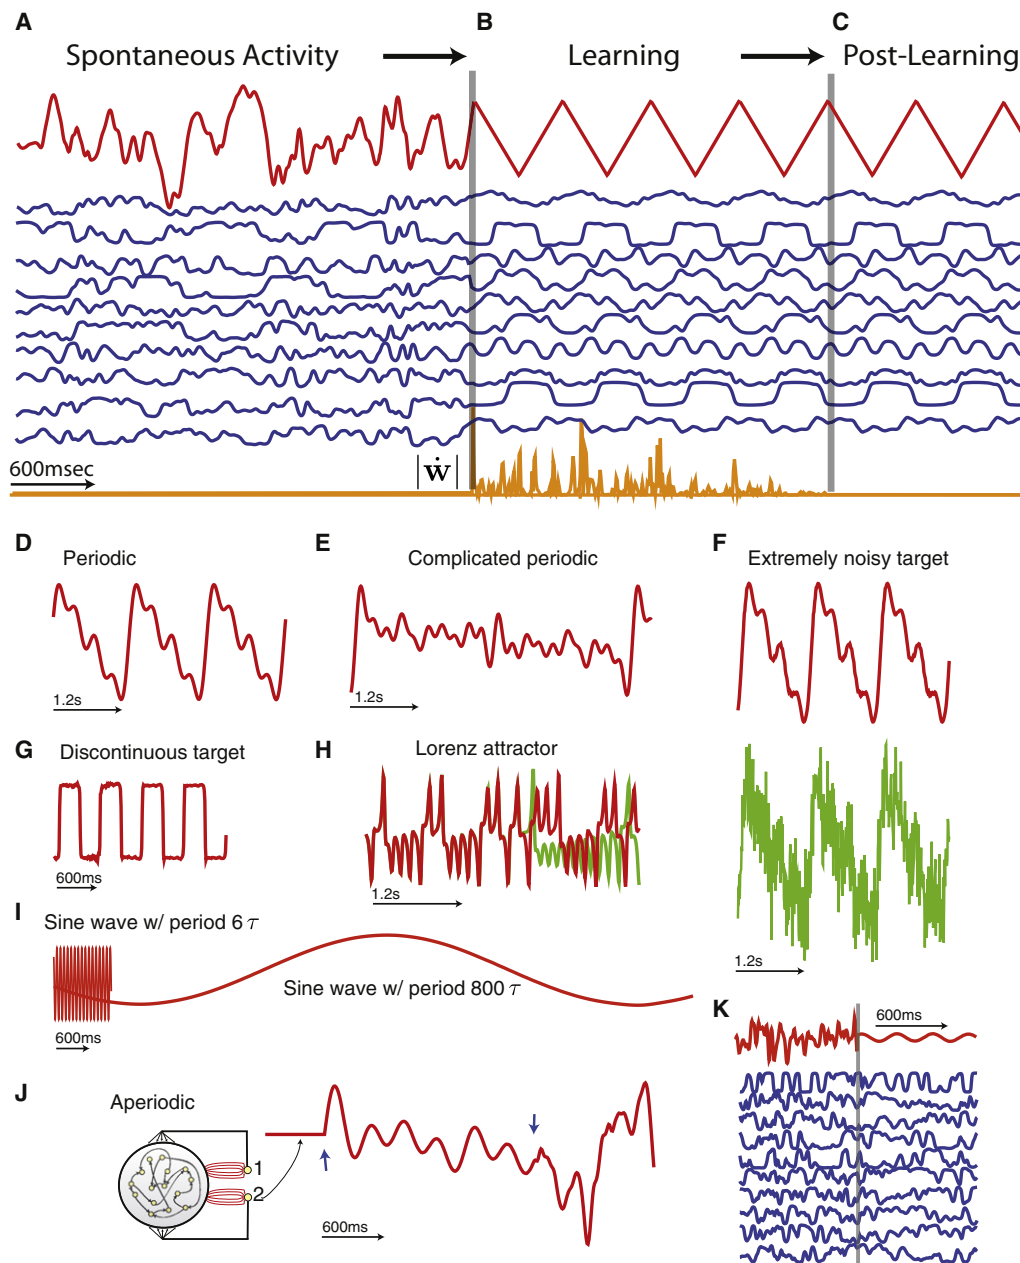 A
B
C
Spontaneous Activity
Learning
Post-Learning
600msec
|ẇ|
D
Periodic
1.2s
E
Complicated periodic
1.2s
F
Extremely noisy target
1.2s
G
Discontinuous target
600ms
H
Lorenz attractor
1.2s
I
Sine wave w/ period 6 τ
Sine wave w/ period 800 τ
600ms
J
Aperiodic
1
2
600ms
K
600ms